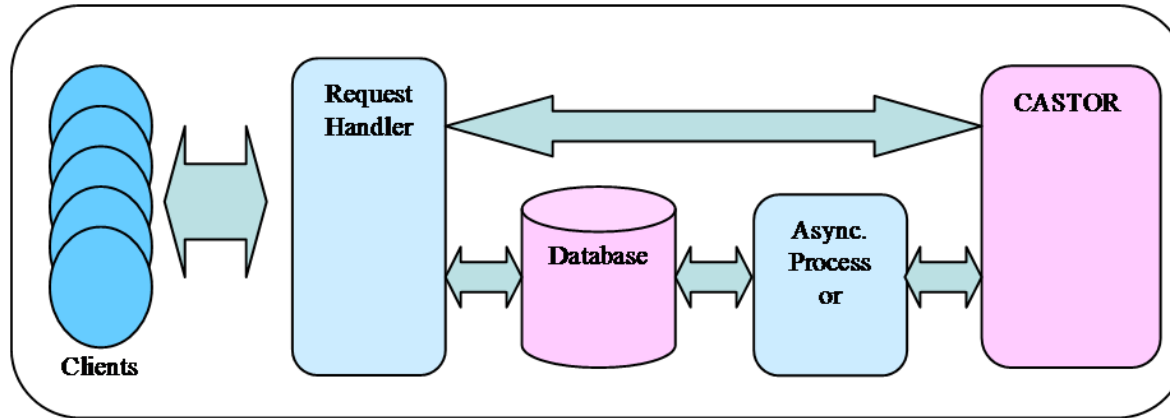 Clients
Request
Handler
Database
Async.
Process
or
CASTOR